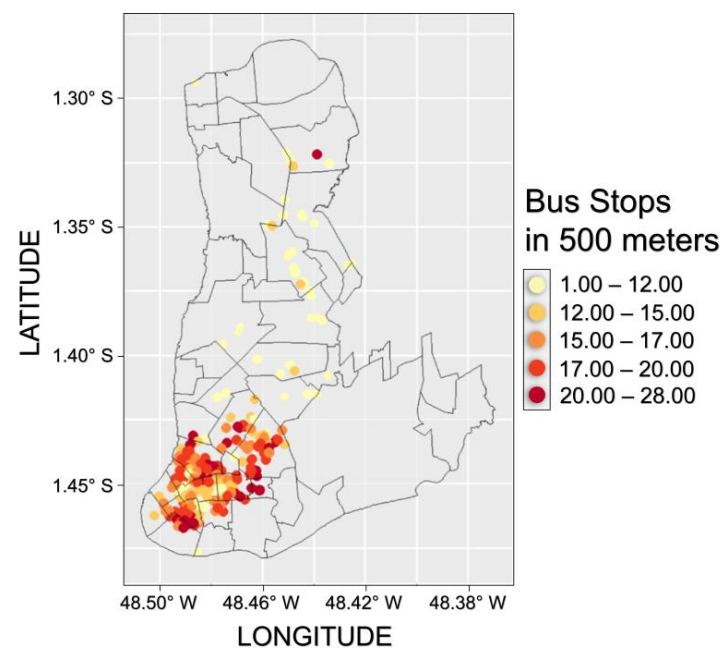 1.30° S
1.35° S
1.40° S
1.45° S
LATITUDE
48.50° W 48.46° W 48.42° W 48.38° W
LONGITUDE
Bus Stops
in 500 meters
1.00 – 12.00
12.00 – 15.00
15.00 – 17.00
17.00 – 20.00
20.00 – 28.00